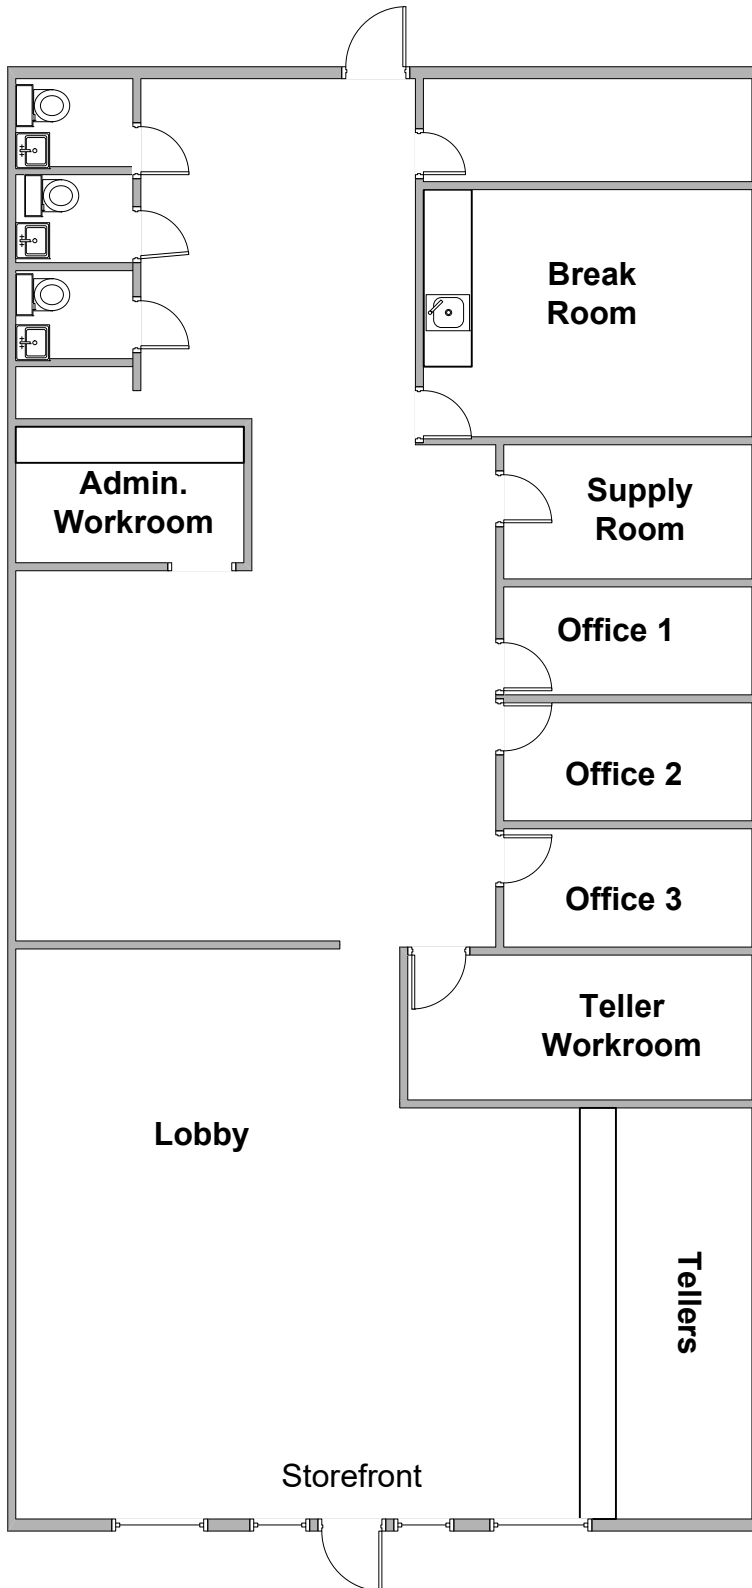 Break
Room
Admin.
Workroom
Supply
Room
Office 1
Office 2
Office 3
Teller
Workroom
Lobby
Tellers
Storefront